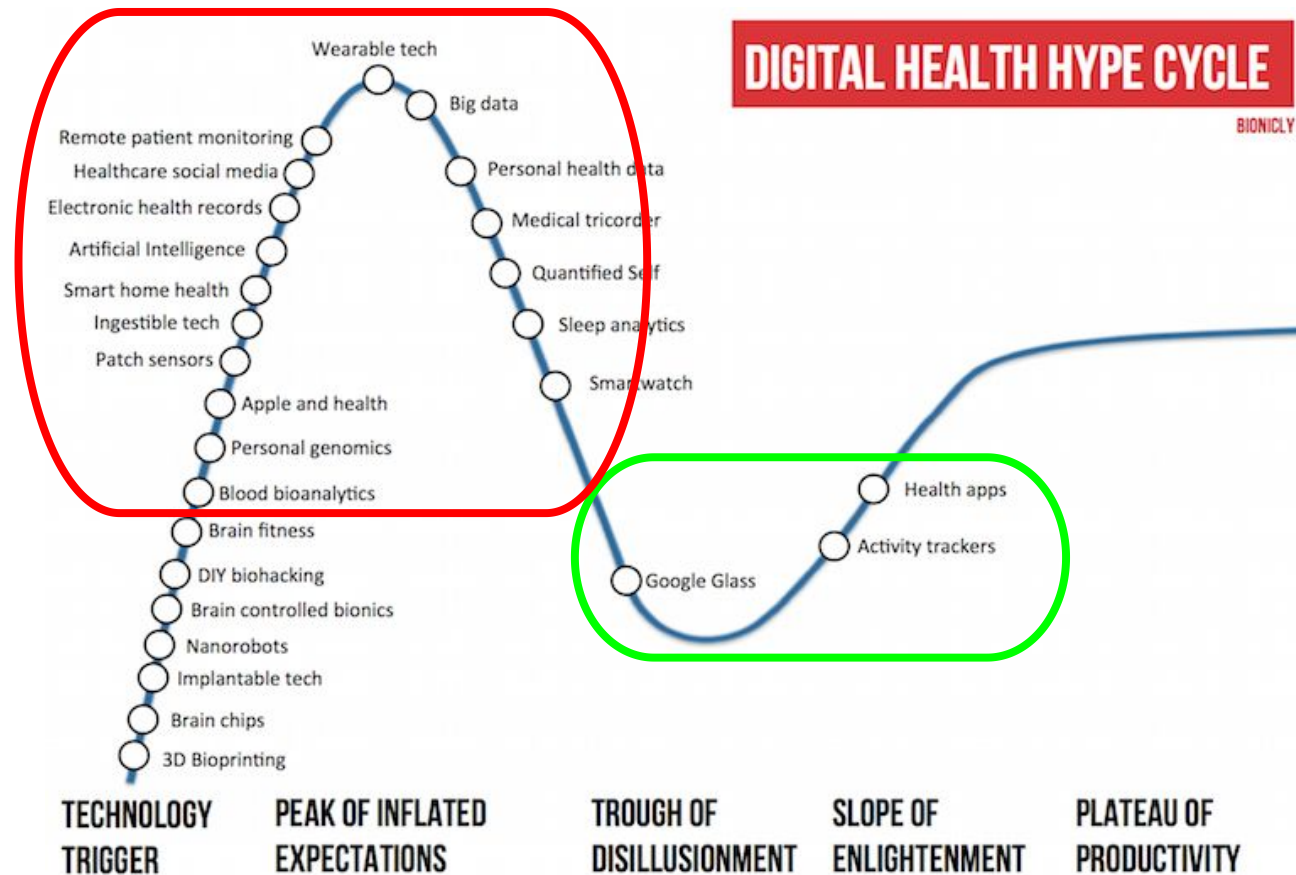 DIGITAL HEALTH HYPE CYCLE
BIONICLY
Wearable tech
Big data
Remote patient monitoring
Healthcare social media
Personal health data
Electronic health records
Medical tricorder
Artificial Intelligence
Quantified Self
Smart home health
Ingestible tech
Sleep analytics
Patch sensors
Smartwatch
Apple and health
Personal genomics
Blood bioanalytics
Health apps
Brain fitness
Activity trackers
DIY biohacking
Google Glass
Brain controlled bionics
Nanorobots
Implantable tech
Brain chips
3D Bioprinting
TECHNOLOGY
TRIGGER
PEAK OF INFLATED
EXPECTATIONS
TROUGH OF
DISILLUSIONMENT
SLOPE OF
ENLIGHTENMENT
PLATEAU OF
PRODUCTIVITY